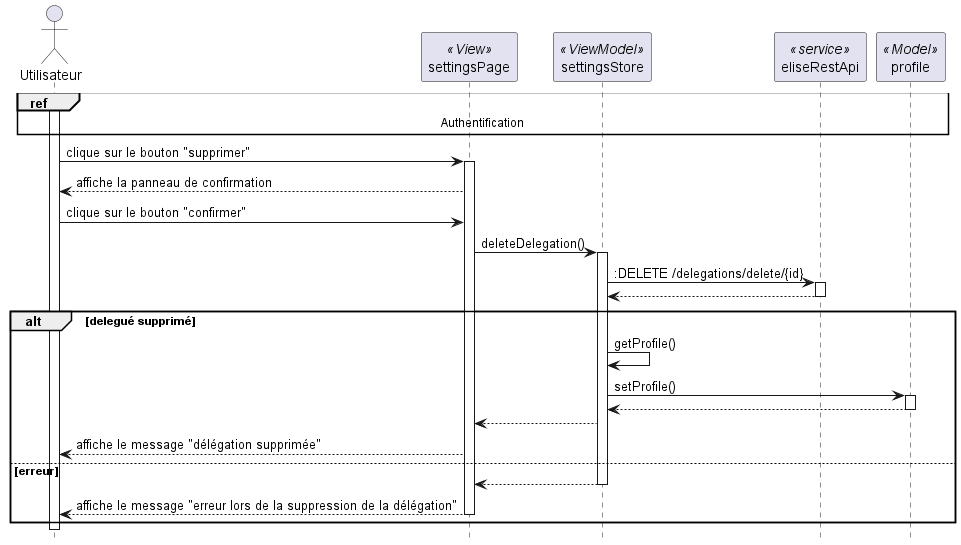 Utilisateur
«View»
settingsPage
«ViewModel»
settingsStore
«service»
eliseRestApi
«Model»
profile
ref
Authentification
clique sur le bouton "supprimer"
affiche la panneau de confirmation
clique sur le bouton "confirmer"
deleteDelegation()
:DELETE /delegations/delete/{id}
alt
[delegué supprimé]
getProfile()
setProfile()
affiche le message "délégation supprimée"
[erreur]
affiche le message "erreur lors de la suppression de la délégation"